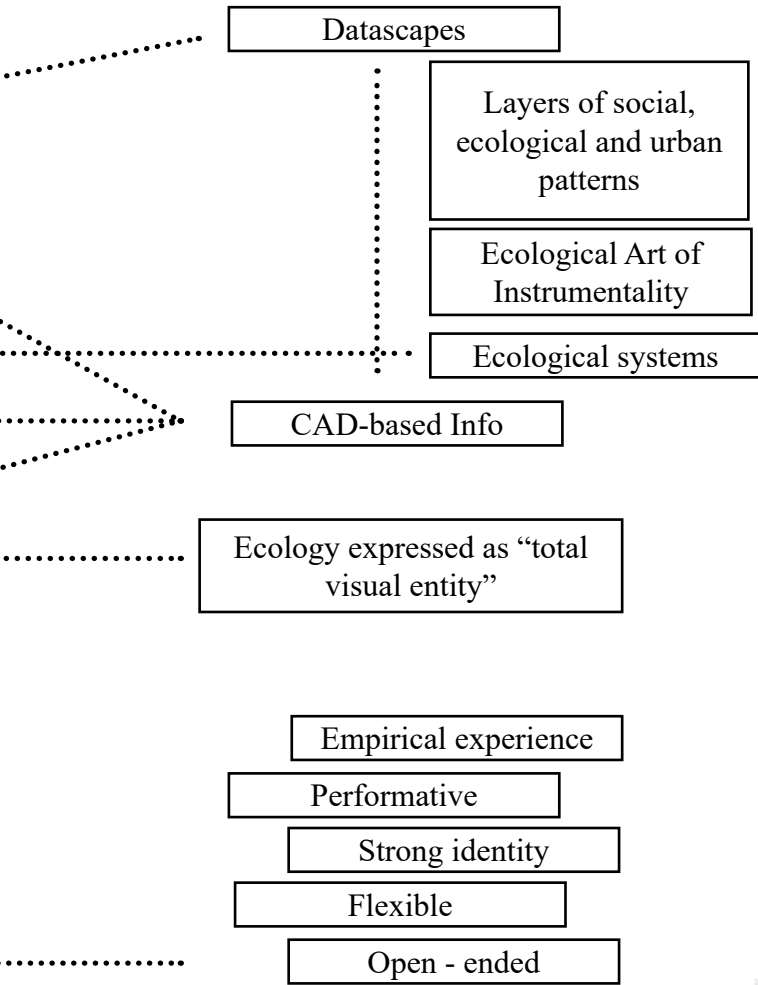 Datascapes
Layers of social,
ecological and urban
patterns
Ecological Art of
Instrumentality
Ecological systems
CAD-based Info
Ecology expressed as “total
visual entity”
Empirical experience
Performative
Strong identity
Flexible
Open - ended